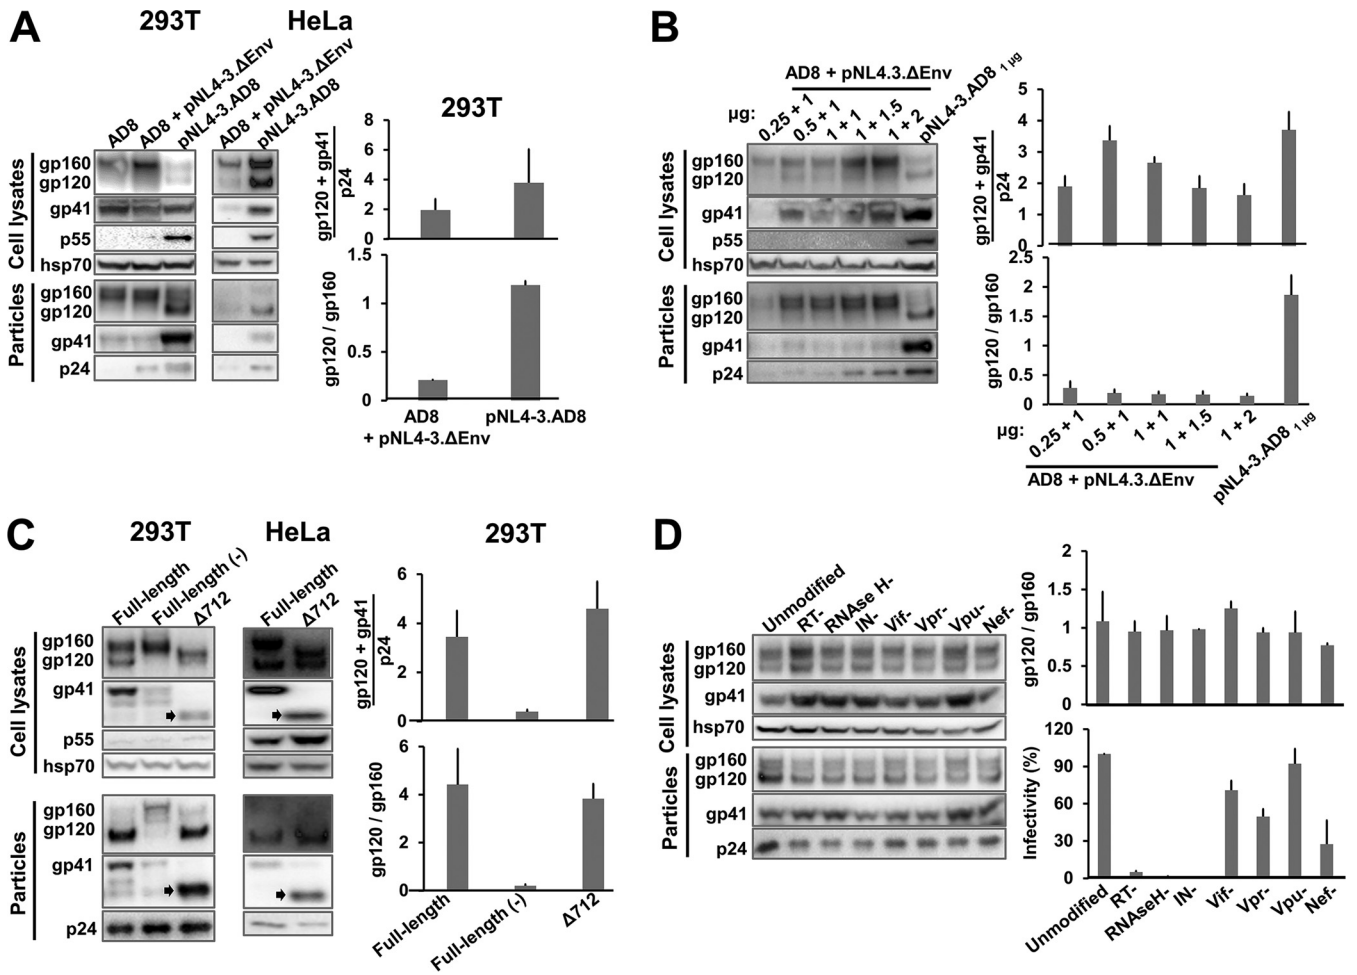 A
293T
HeLa
AD8
AD8 + pNL4-3.ΔEnv
pNL4-3.AD8
AD8 + pNL4-3.ΔEnv
pNL4-3.AD8
Cell lysates
gp160
gp120
gp41
p55
hsp70
Particles
gp160
gp120
gp41
p24
293T
gp120 + gp41
p24
8
6
4
2
0
gp120 / gp160
1.5
1
0.5
0
AD8
+ pNL4-3.ΔEnv
pNL4-3.AD8
B
AD8 + pNL4.3.ΔEnv
µg:
0.25 + 1
0.5 + 1
1 + 1
1 + 1.5
1 + 2
pNL4-3.AD8 1 µg
Cell lysates
gp160
gp120
gp41
p55
hsp70
Particles
gp160
gp120
gp41
p24
gp120 + gp41
p24
5
4
3
2
1
0
gp120 / gp160
2.5
2
1.5
1
0.5
0
µg:
0.25 + 1
0.5 + 1
1 + 1
1 + 1.5
1 + 2
pNL4-3.AD8 1 µg
AD8 + pNL4.3.ΔEnv
C
293T
HeLa
Full-length
Full-length (-)
Δ712
Full-length
Δ712
Cell lysates
gp160
gp120
gp41
p55
hsp70
Particles
gp160
gp120
gp41
p24
293T
gp120 + gp41
p24
6
4
2
0
gp120 / gp160
6
4
2
0
Full-length
Full-length (-)
Δ712
D
Unmodified
RT-
RNAse H-
IN-
Vif-
Vpr-
Vpu-
Nef-
Cell lysates
gp160
gp120
gp41
hsp70
Particles
gp160
gp120
gp41
p24
gp120 / gp160
2
1.5
1
0.5
0
Infectivity (%)
120
90
60
30
0
Unmodified
RT-
RNAseH-
IN-
Vif-
Vpr-
Vpu-
Nef-